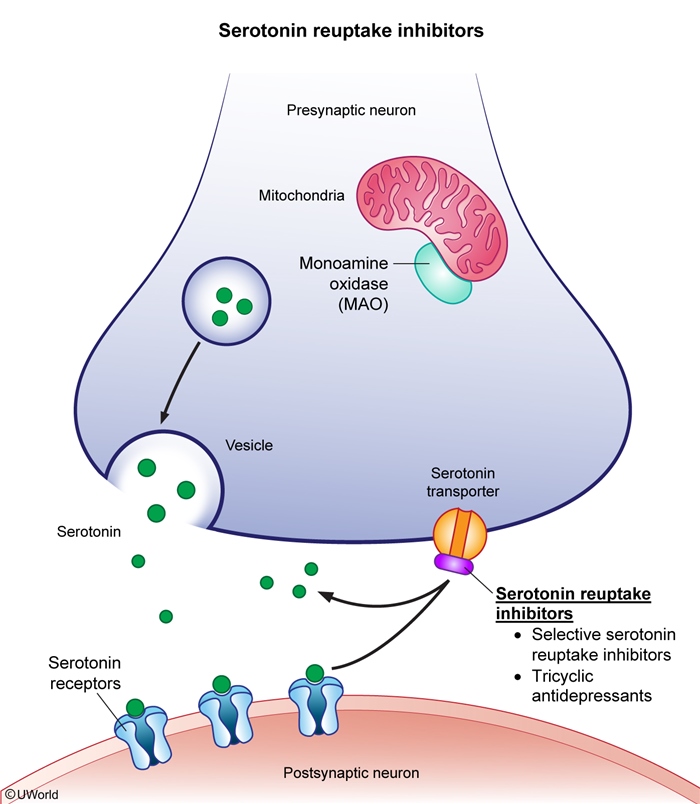 Serotonin reuptake inhibitors
Presynaptic neuron
Mitochondria
Monoamine
oxidase
(MAO)
Vesicle
Serotonin
transporter
Serotonin
Serotonin reuptake
inhibitors
• Selective serotonin
reuptake inhibitors
• Tricyclic
antidepressants
Serotonin
receptors
Postsynaptic neuron
©UWorld